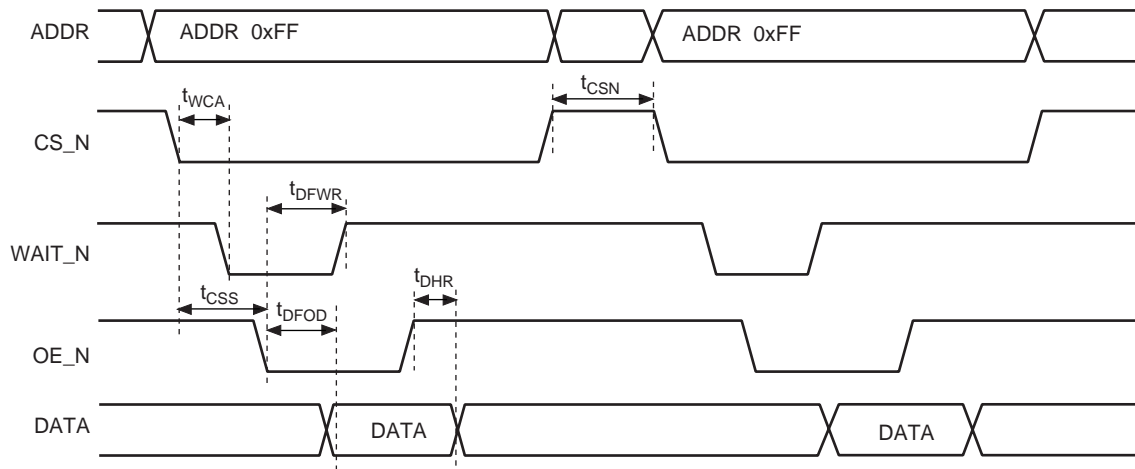 ADDR ADDR 0xFF ADDR 0xFF
tCSN
tWCA
CS_N
tDFWR
WAIT_N
tDHR
tCSS tDFOD
OE_N
DATA DATA DATA